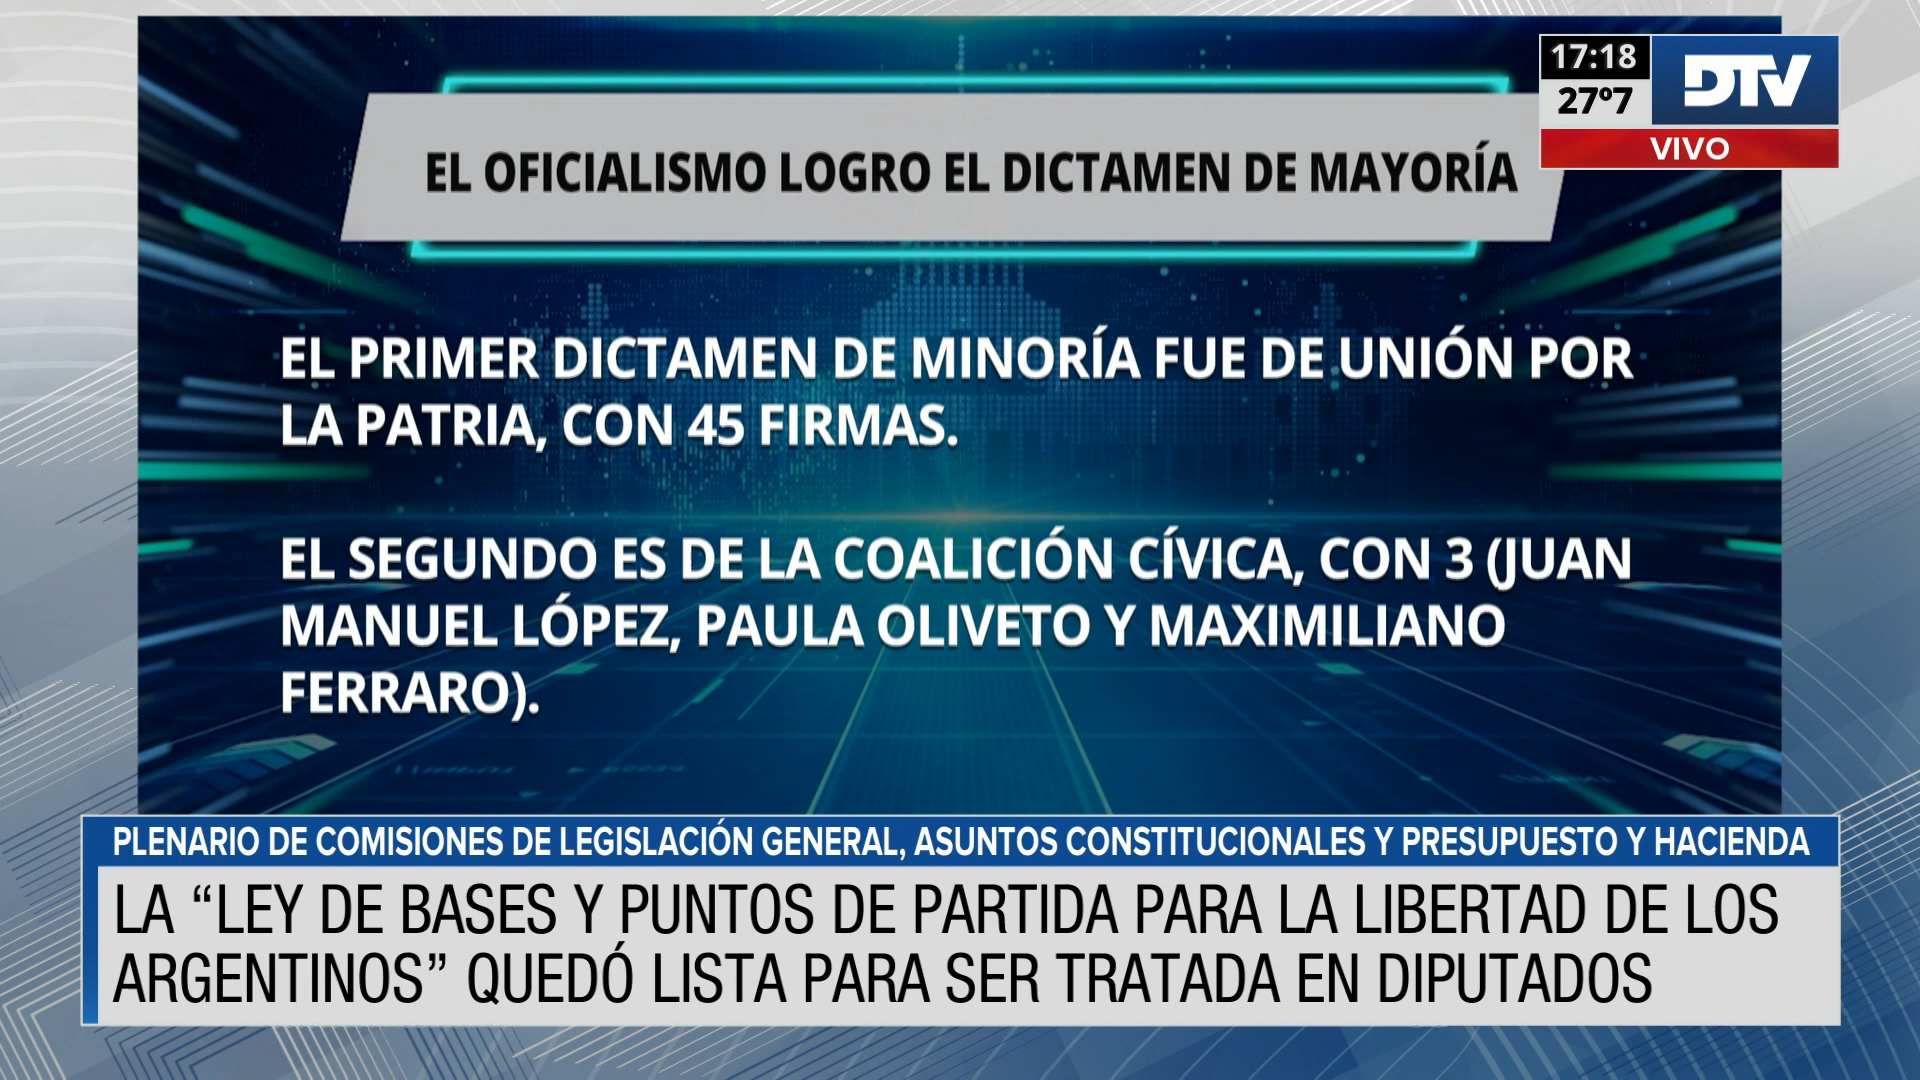 17:18
27º7
DTV
VIVO
EL OFICIALISMO LOGRO EL DICTAMEN DE MAYORÍA
EL PRIMER DICTAMEN DE MINORÍA FUE DE UNIÓN POR
LA PATRIA, CON 45 FIRMAS.
EL SEGUNDO ES DE LA COALICIÓN CÍVICA, CON 3 (JUAN
MANUEL LÓPEZ, PAULA OLIVETO Y MAXIMILIANO
FERRARO).
PLENARIO DE COMISIONES DE LEGISLACIÓN GENERAL, ASUNTOS CONSTITUCIONALES Y PRESUPUESTO Y HACIENDA
LA “LEY DE BASES Y PUNTOS DE PARTIDA PARA LA LIBERTAD DE LOS
ARGENTINOS” QUEDÓ LISTA PARA SER TRATADA EN DIPUTADOS